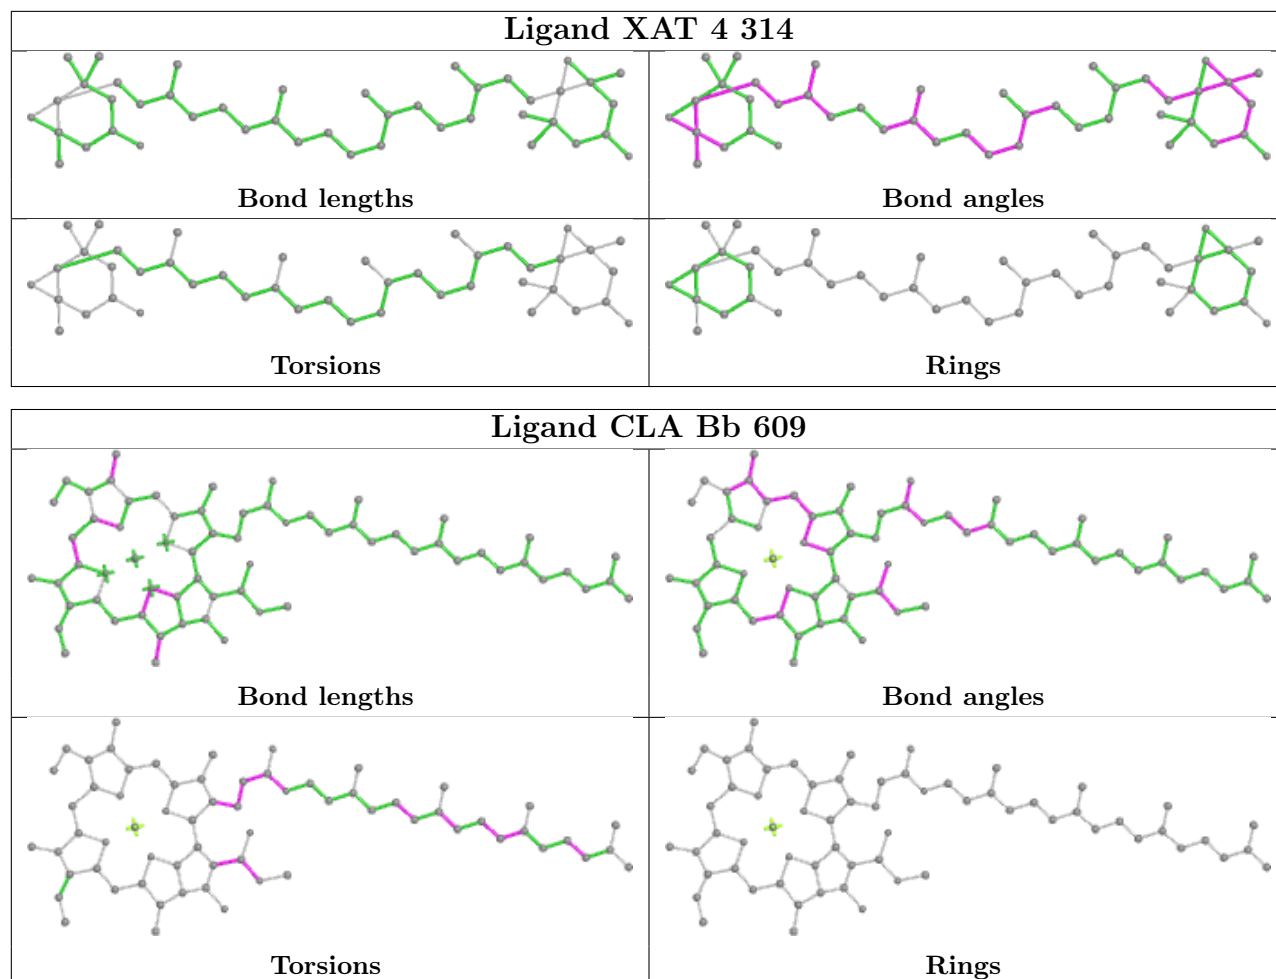 Ligand XAT 4 314
Bond lengths
Bond angles
Torsions
Rings
Ligand CLA Bb 609
Bond lengths
Bond angles
Torsions
Rings